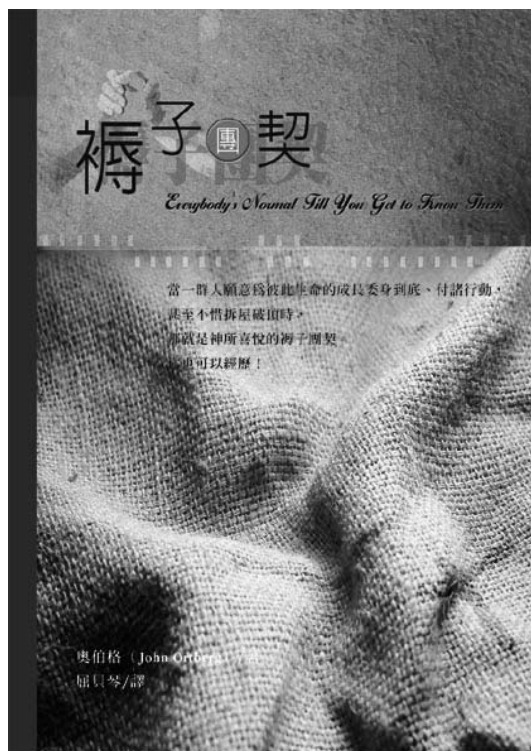 褥子團契
Everybody's Normal Till You Get to Know Them
當一群人願意為彼此生命的成長委身到底、付諸行動，
甚至不惜拆屋破頂時，
那就是神所喜悅的褥子團契。
也可以經歷！
奧伯格（John Ortberg
屈貝琴/譯